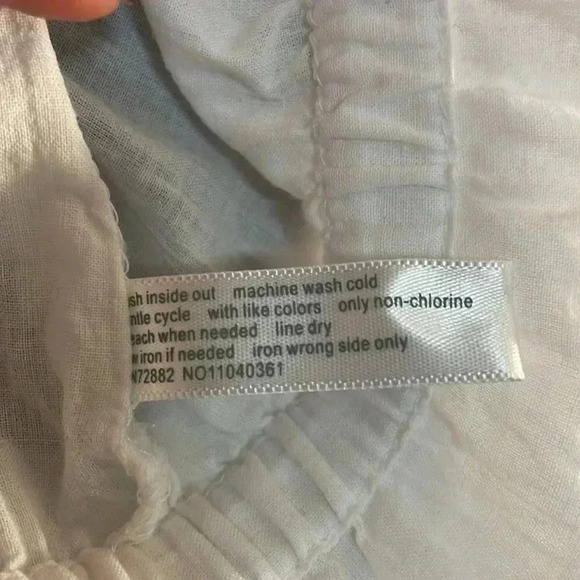 sh inside out machine wash cold
ntle cycle with like colors only non-chlorine
each when needed line dry
w iron if needed iron wrong side only
N72882 NO11040361